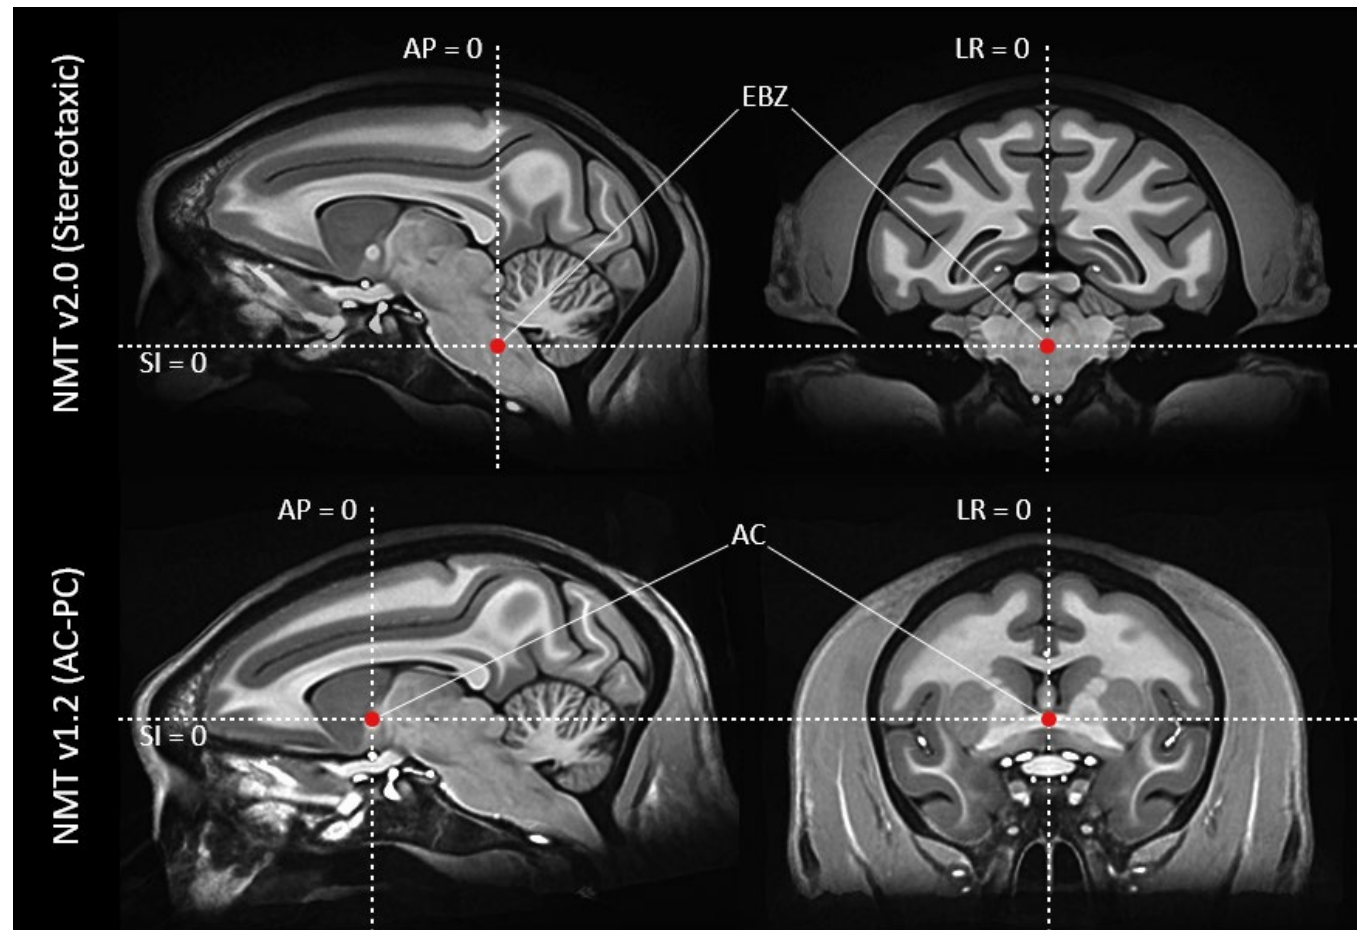 NMT v2.0 (Stereotaxic)
AP = 0
LR = 0
EBZ
SI = 0
NMT v1.2 (AC-PC)
AP = 0
LR = 0
AC
SI = 0